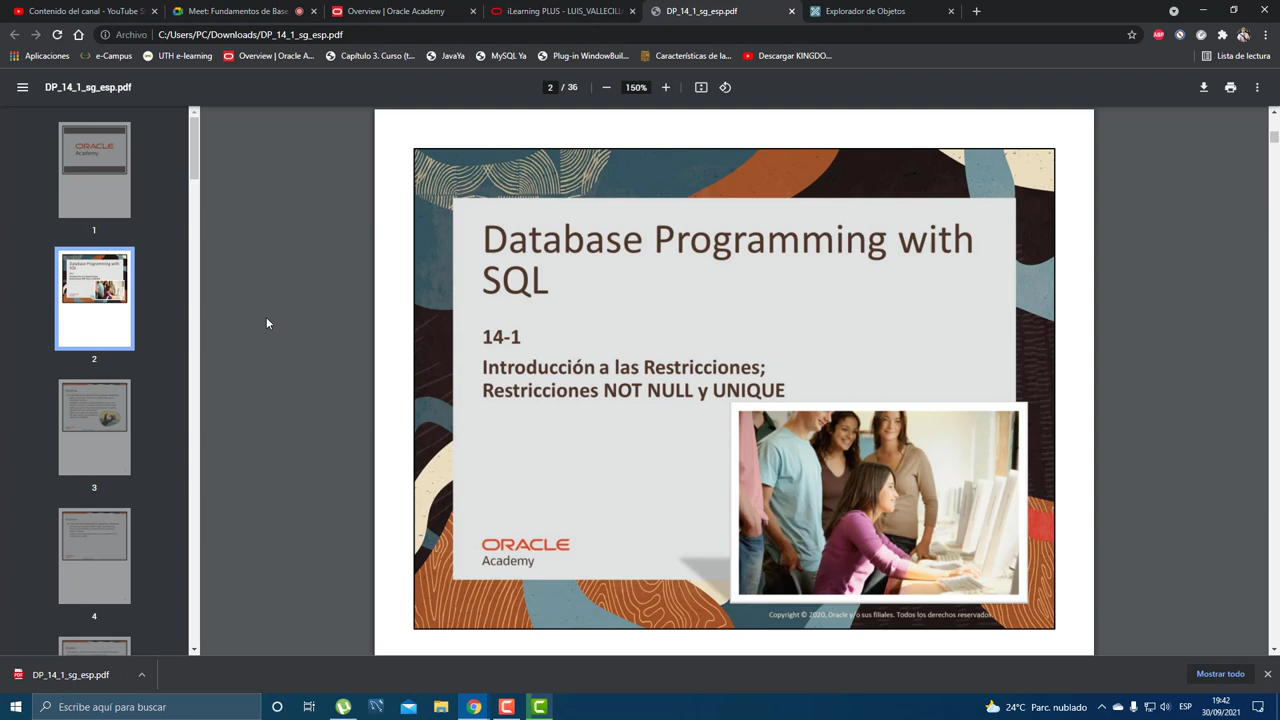 Contenido del canal - YouTube S
Meet: Fundamentos de Base
Oracle Academy
iLearning PLUS - LUIS_VALLECILL
DP_14_1_sg_esp.pdf
Explorador de Objetos
Archivo
C:/Users/PC/Downloads/DP_14_1_sg_esp.pdf
Aplicaciones
e-Campus
UTH e-learning
Overview | Oracle A...
Capítulo 3. Curso (t...
JavaYa
MySQL Ya
Plug-in WindowBuil...
Características de la...
Descargar KINGDO...
Lista de lectura
DP_14_1_sg_esp.pdf
2 / 36
150%
ORACLE
Academy
1
2
3
4
Database Programming with
SQL
14-1
Introducción a las Restricciones;
Restricciones NOT NULL y UNIQUE
ORACLE
Academy
Copyright © 2020, Oracle y/o sus filiales. Todos los derechos reservados.
DP_14_1_sg_esp.pdf
Mostrar todo
Escribe aquí para buscar
24°C Parc. nublado
ESP
19:42
30/09/2021